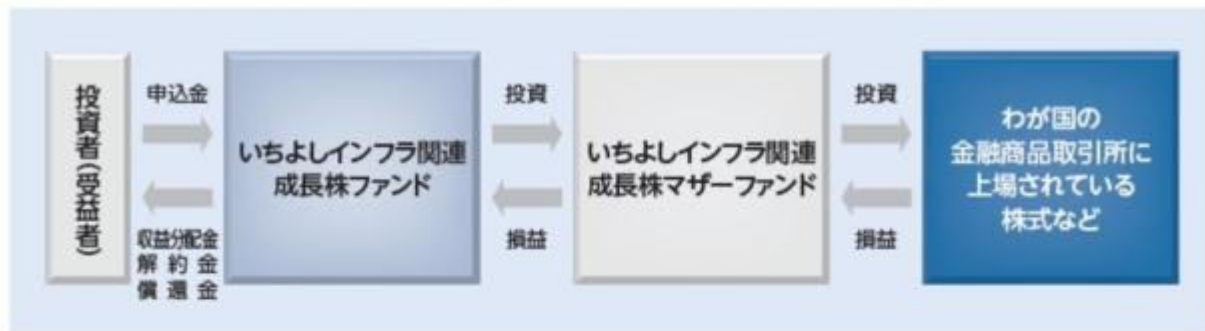 投資者(受益者)
申込金
収益分配金
解約金
償還金
いちよしインフラ関連
成長株ファンド
投資
損益
いちよしインフラ関連
成長株マザーファンド
投資
損益
わが国の
金融商品取引所に
上場されている
株式など